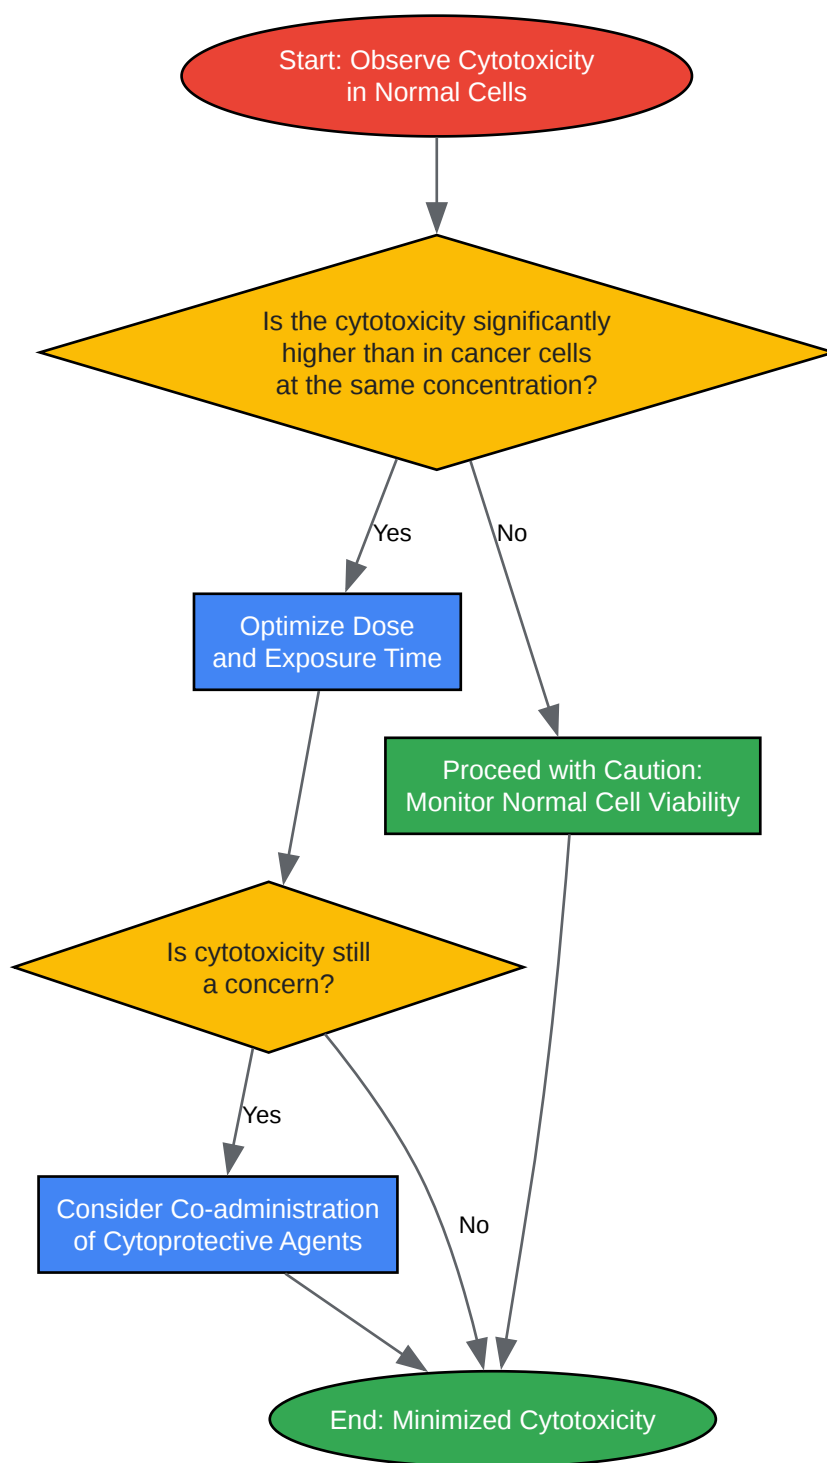 Start: Observe Cytotoxicity
in Normal Cells
Is the cytotoxicity significantly
higher than in cancer cells
at the same concentration?
Yes
No
Optimize Dose
and Exposure Time
Proceed with Caution:
Monitor Normal Cell Viability
Is cytotoxicity still
a concern?
Yes
Consider Co-administration
of Cytoprotective Agents
No
End: Minimized Cytotoxicity